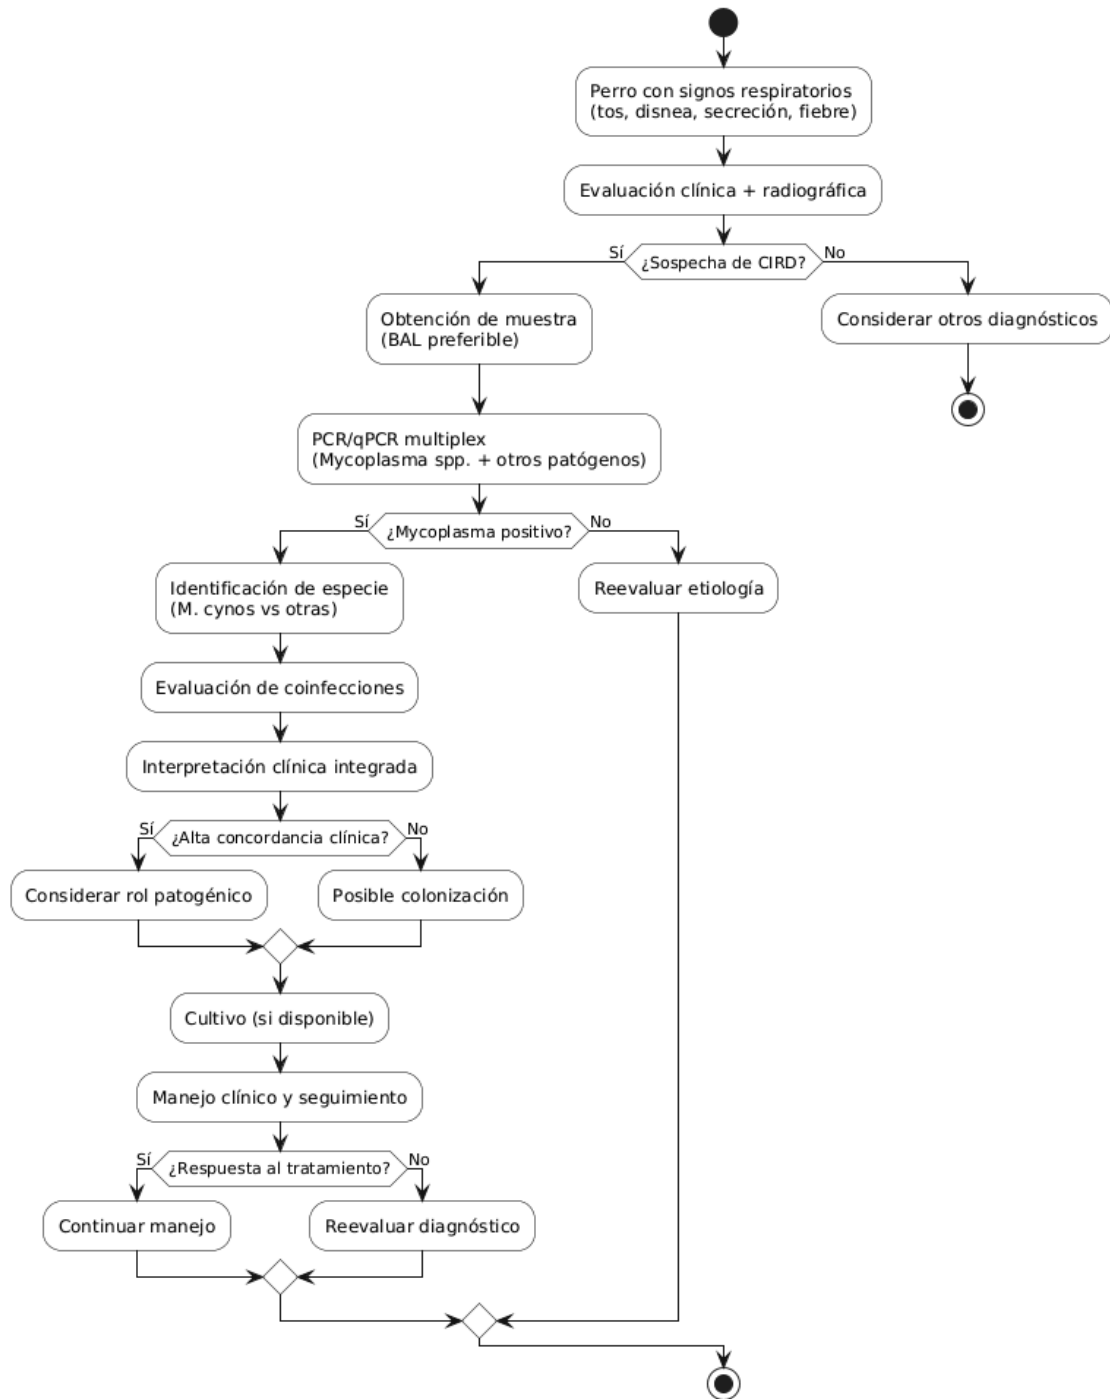 Perro con signos respiratorios
(tos, disnea, secreción, fiebre)
Evaluación clínica + radiográfica
Sí
¿Sospecha de CIRD?
No
Obtención de muestra
(BAL preferible)
Considerar otros diagnósticos
PCR/qPCR multiplex
(Mycoplasma spp. + otros patógenos)
Sí
¿Mycoplasma positivo?
No
Identificación de especie
(M. cynos vs otras)
Reevaluar etiología
Evaluación de coinfecciones
Interpretación clínica integrada
Sí
¿Alta concordancia clínica?
No
Considerar rol patogénico
Posible colonización
Cultivo (si disponible)
Manejo clínico y seguimiento
Sí
¿Respuesta al tratamiento?
No
Continuar manejo
Reevaluar diagnóstico